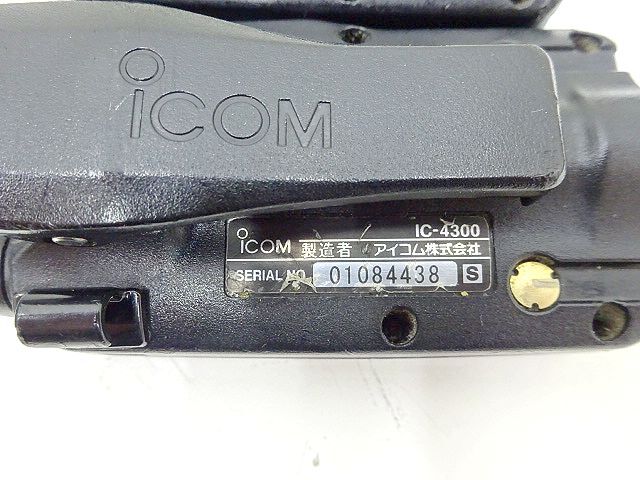 iCOM
IC-4300
iCOM 製造者 アイコム株式会社
SERIAL NO. 01084438 S